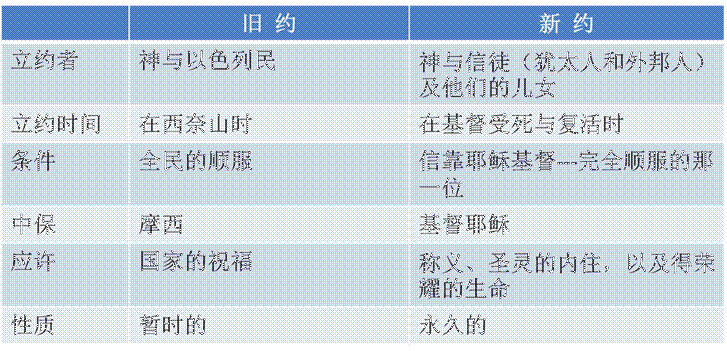 旧 约 新 约
立约者 神与以色列民 神与信徒（犹太人和外邦人）
及他们的儿女
立约时间 在西奈山时 在基督受死与复活时
条件 全民的顺服 信靠耶稣基督---完全顺服的那
一位
中保 摩西 基督耶稣
应许 国家的祝福 称义、圣灵的内住，以及得荣
耀的生命
性质 暂时的 永久的